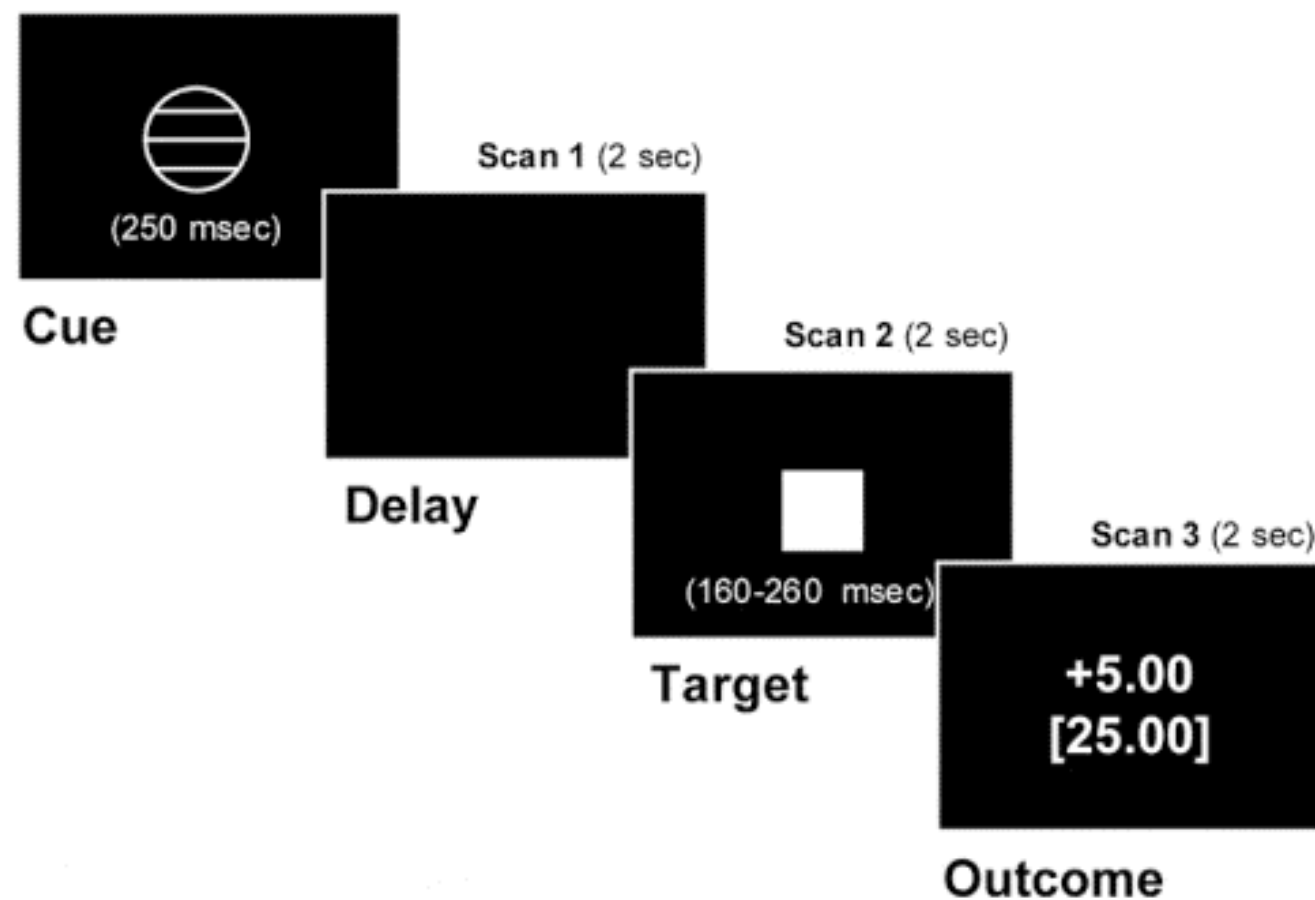 (250 msec)
Cue
Scan 1 (2 sec)
Delay
Scan 2 (2 sec)
(160-260 msec)
Target
Scan 3 (2 sec)
+5.00
[25.00]
Outcome